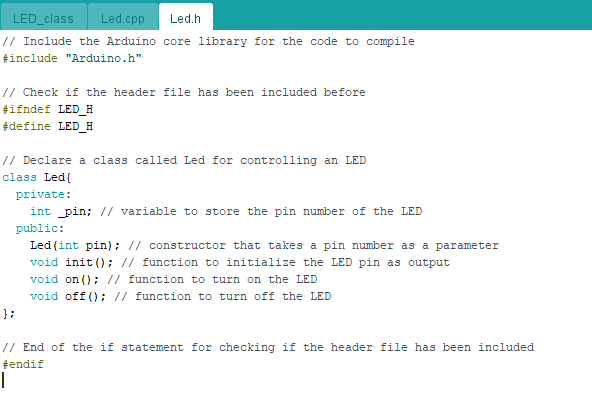 LED_class Led.cpp Led.h
// Include the Arduino core library for the code to compile
#include "Arduino.h"
// Check if the header file has been included before
#ifndef LED_H
#define LED_H
// Declare a class called Led for controlling an LED
class Led{
  private:
    int _pin; // variable to store the pin number of the LED
  public:
    Led(int pin); // constructor that takes a pin number as a parameter
    void init(); // function to initialize the LED pin as output
    void on(); // function to turn on the LED
    void off(); // function to turn off the LED
};
// End of the if statement for checking if the header file has been included
#endif